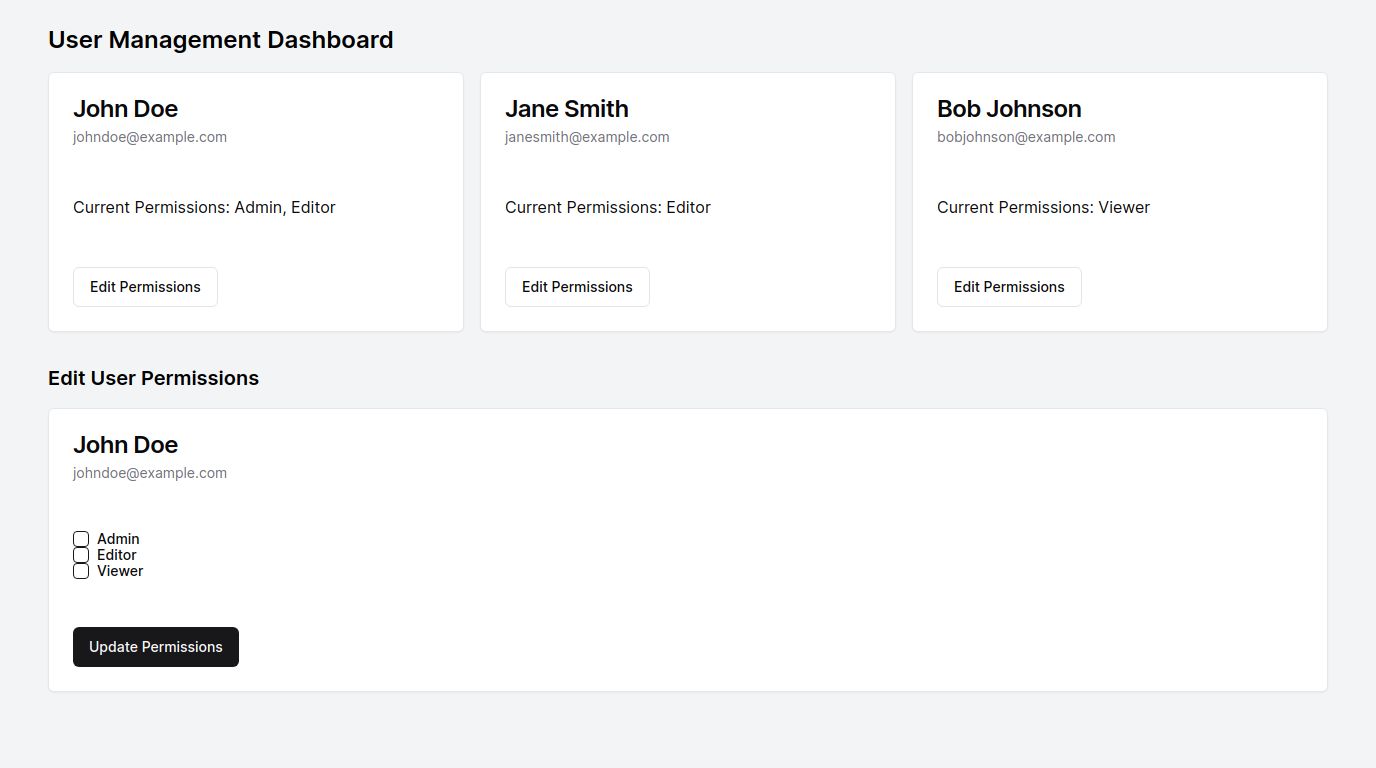 User Management Dashboard
John Doe
johndoe@example.com
Current Permissions: Admin, Editor
Edit Permissions
Jane Smith
janesmith@example.com
Current Permissions: Editor
Edit Permissions
Bob Johnson
bobjohnson@example.com
Current Permissions: Viewer
Edit Permissions
Edit User Permissions
John Doe
johndoe@example.com
Admin
Editor
Viewer
Update Permissions